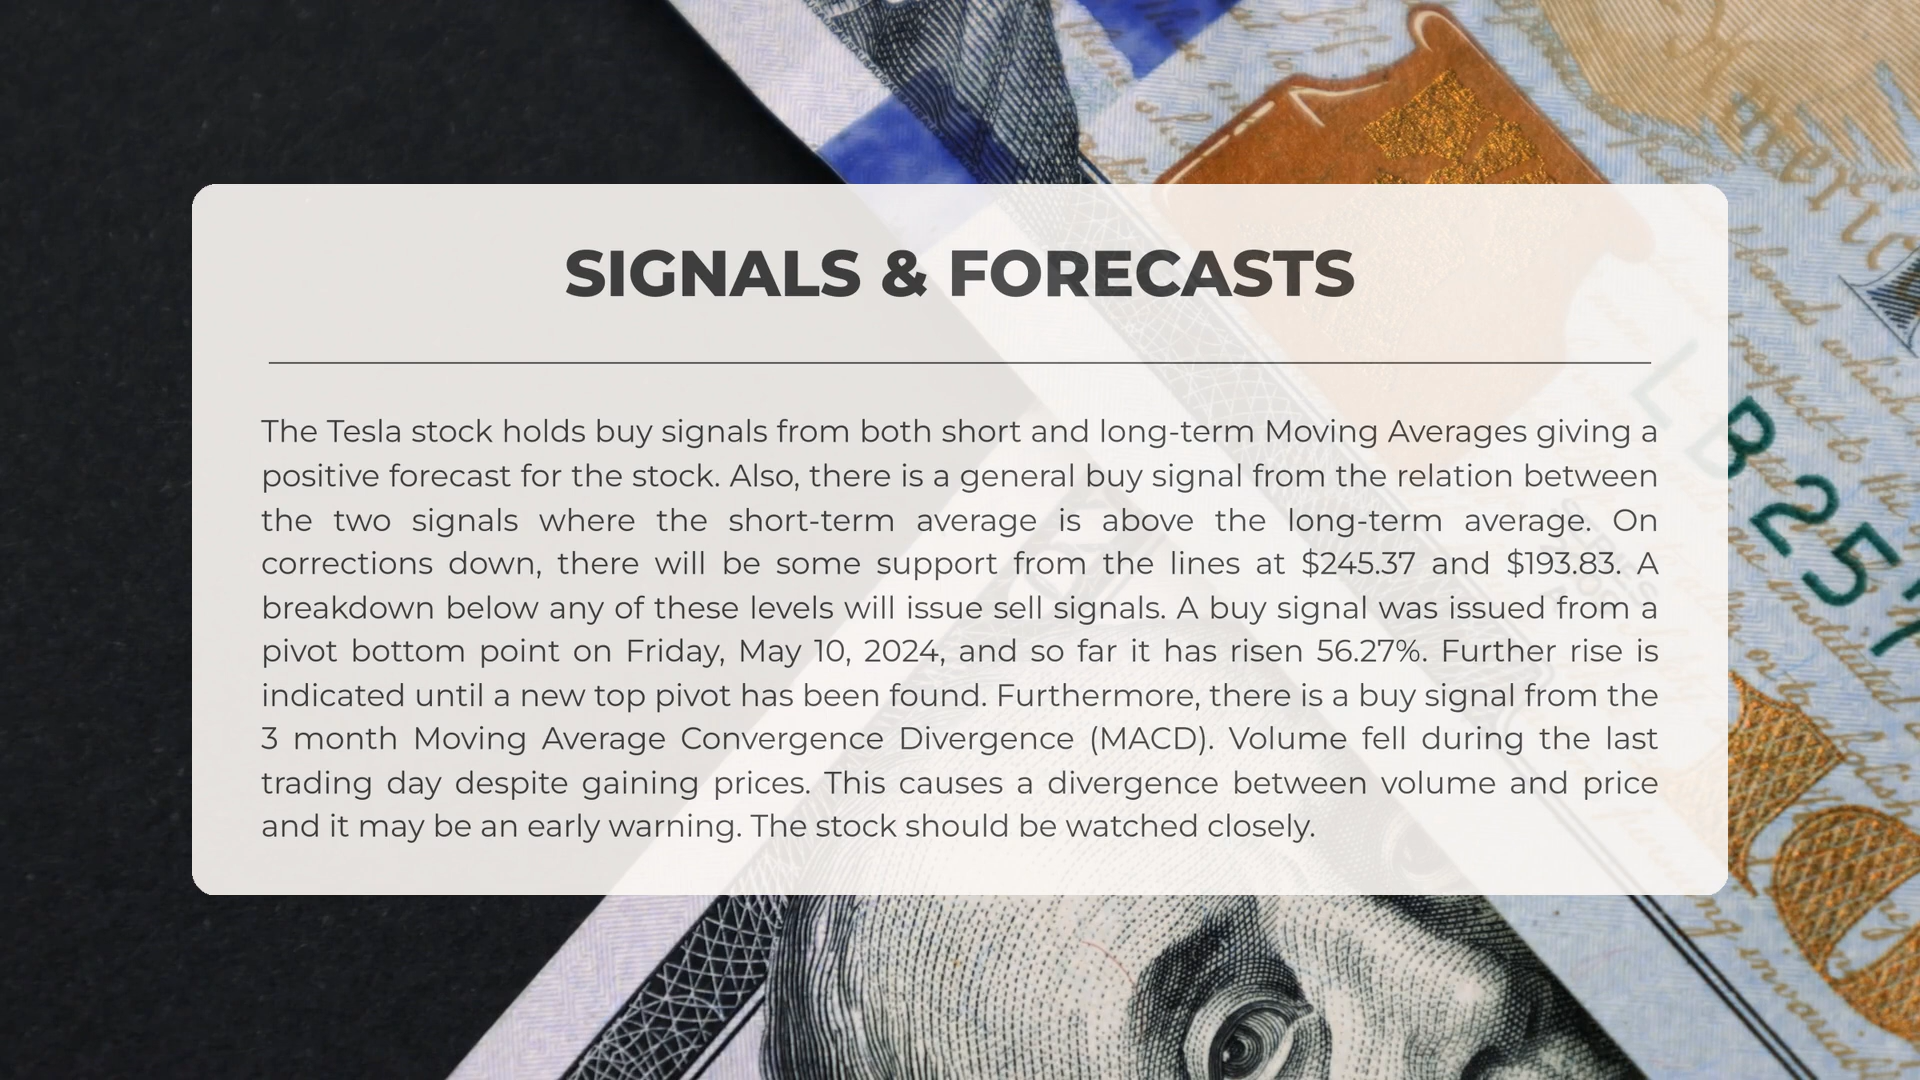 SIGNALS & FORECASTS
The Tesla stock holds buy signals from both short and long-term Moving Averages giving a
positive forecast for the stock. Also, there is a general buy signal from the relation between
the two signals where the short-term average is above the long-term average. On
corrections down, there will be some support from the lines at $245.37 and $193.83. A
breakdown below any of these levels will issue sell signals. A buy signal was issued from a
pivot bottom point on Friday, May 10, 2024, and so far it has risen 56.27%. Further rise is
indicated until a new top pivot has been found. Furthermore, there is a buy signal from the
3 month Moving Average Convergence Divergence (MACD). Volume fell during the last
trading day despite gaining prices. This causes a divergence between volume and price
and it may be an early warning. The stock should be watched closely.